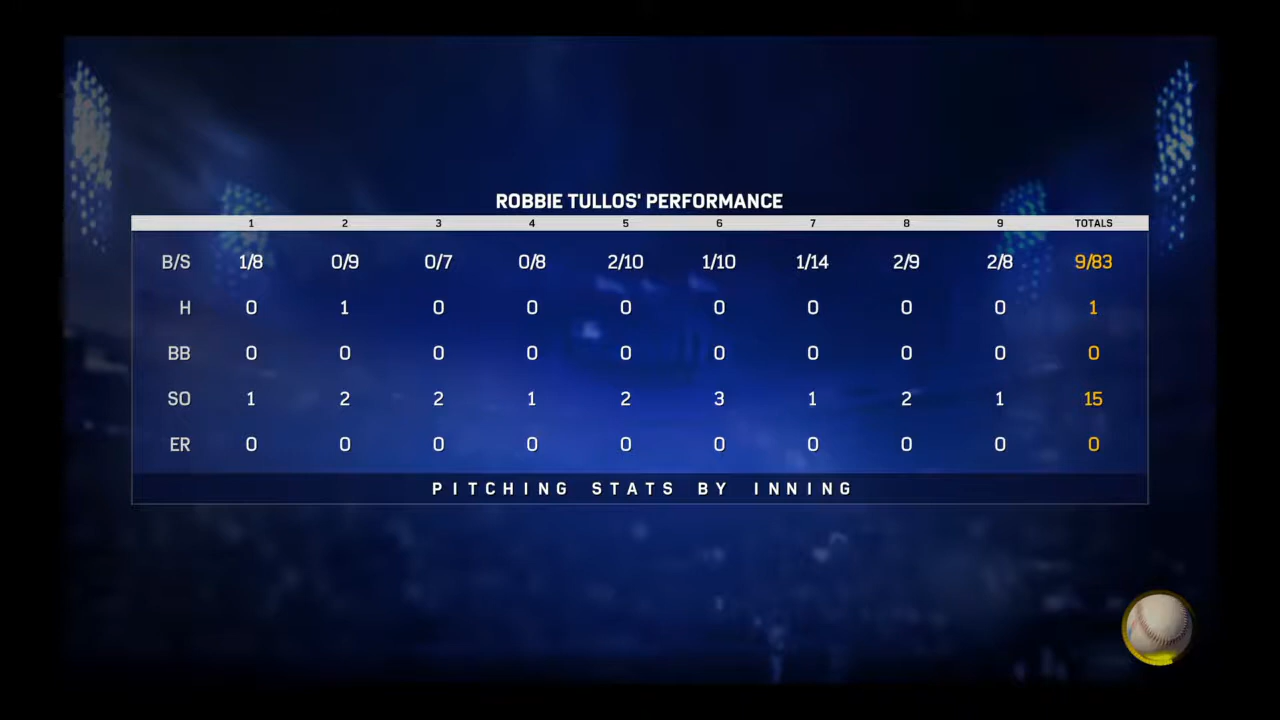 ROBBIE TULLOS' PERFORMANCE
1 2 3 4 5 6 7 8 9 TOTALS
B/S 1/8 0/9 0/7 0/8 2/10 1/10 1/14 2/9 2/8 9/83
H 0 1 0 0 0 0 0 0 0 1
BB 0 0 0 0 0 0 0 0 0 0
SO 1 2 2 1 2 3 1 2 1 15
ER 0 0 0 0 0 0 0 0 0 0
PITCHING STATS BY INNING